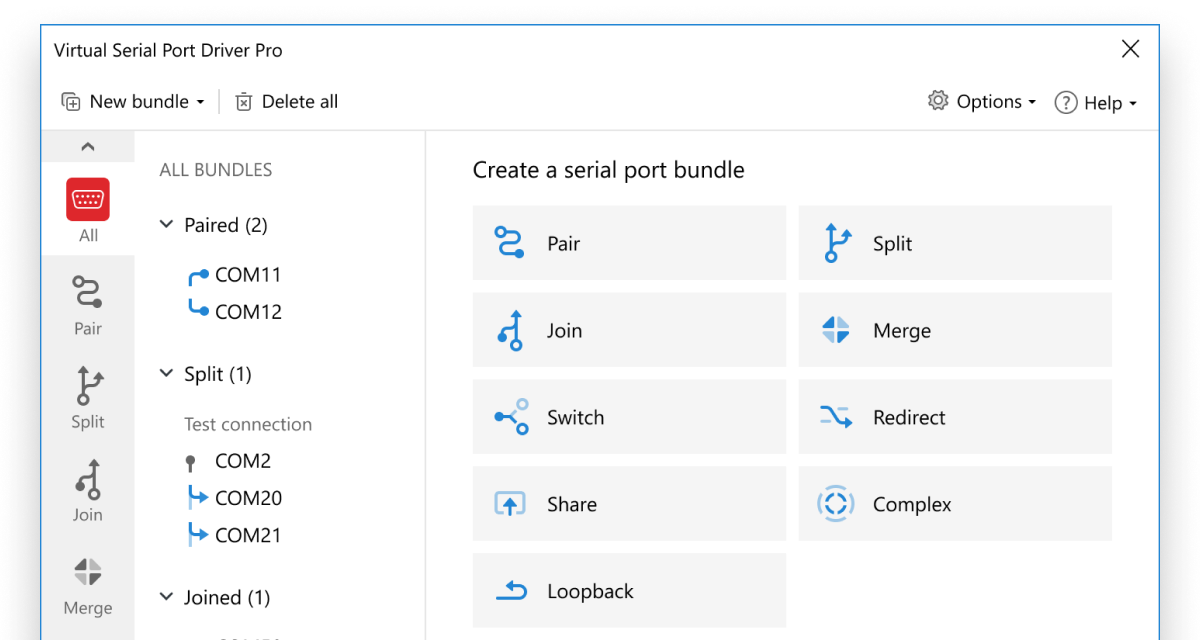 Virtual Serial Port Driver Pro
New bundle
Delete all
Options
Help
All
Pair
Split
Join
Merge
ALL BUNDLES
Paired (2)
COM11
COM12
Split (1)
Test connection
COM2
COM20
COM21
Joined (1)
Create a serial port bundle
Pair
Split
Join
Merge
Switch
Redirect
Share
Complex
Loopback